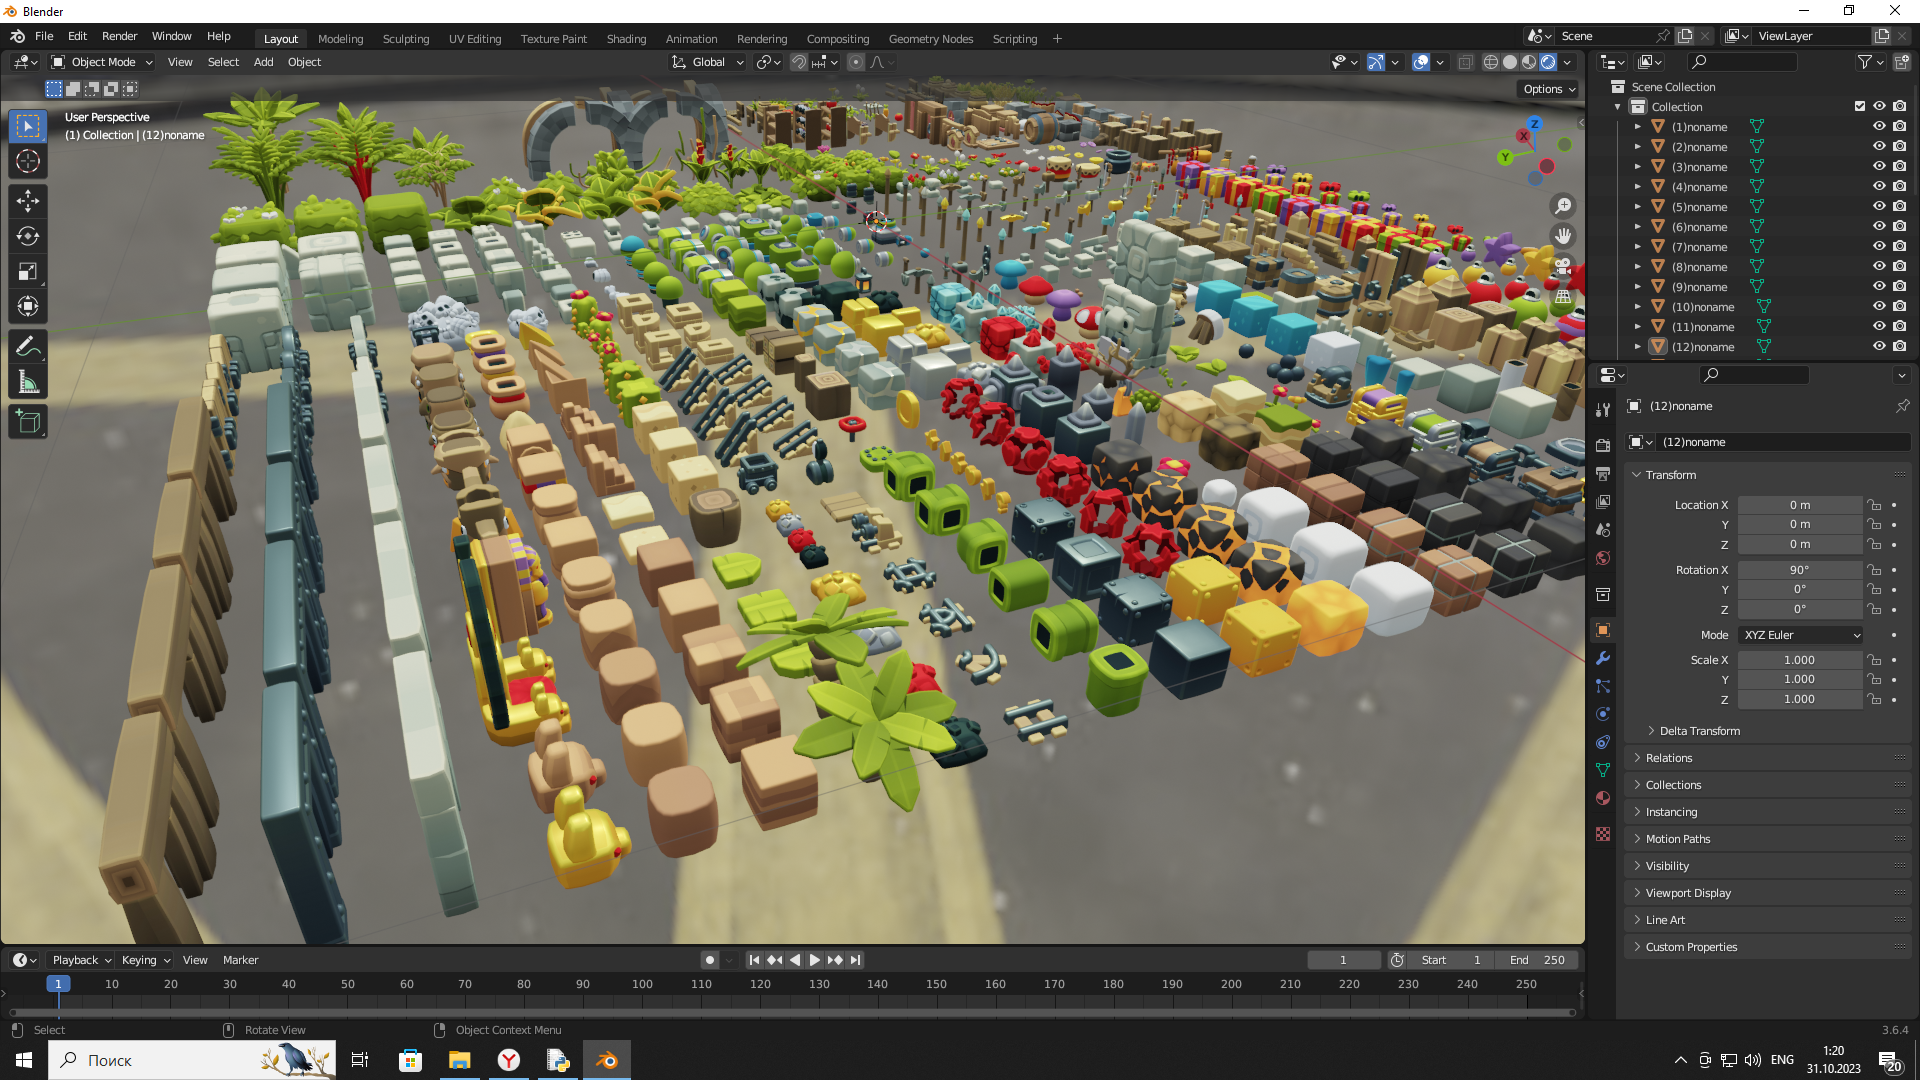 Blender
File Edit Render Window Help
Layout Modeling Sculpting UV Editing Texture Paint Shading Animation Rendering Compositing Geometry Nodes Scripting +
Scene
ViewLayer
Object Mode View Select Add Object
Global
Options
User Perspective
(1) Collection | (12)noname
Z
X
Y
Scene Collection
Collection
(1)noname
(2)noname
(3)noname
(4)noname
(5)noname
(6)noname
(7)noname
(8)noname
(9)noname
(10)noname
(11)noname
(12)noname
(12)noname
(12)noname
Transform
Location X 0 m
Y 0 m
Z 0 m
Rotation X 90°
Y 0°
Z 0°
Mode XYZ Euler
Scale X 1.000
Y 1.000
Z 1.000
Delta Transform
Relations
Collections
Instancing
Motion Paths
Visibility
Viewport Display
Line Art
Custom Properties
Playback Keying View Marker
1
Start 1
End 250
1 10 20 30 40 50 60 70 80 90 100 110 120 130 140 150 160 170 180 190 200 210 220 230 240 250
Select
Rotate View
Object Context Menu
3.6.4
Поиск
ENG
1:20
31.10.2023
20